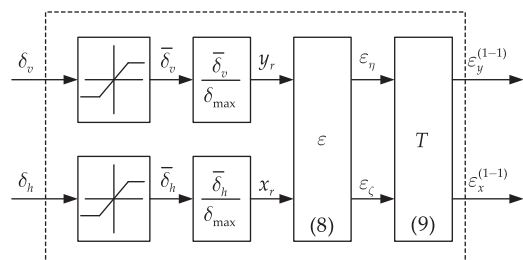 δ_v
δ̅_v
δ̅_v / δ_max
y_r
ε_η
ε_y^(1−1)
ε
T
δ_h
δ̅_h
δ̅_h / δ_max
x_r
ε_ζ
ε_x^(1−1)
(8)
(9)